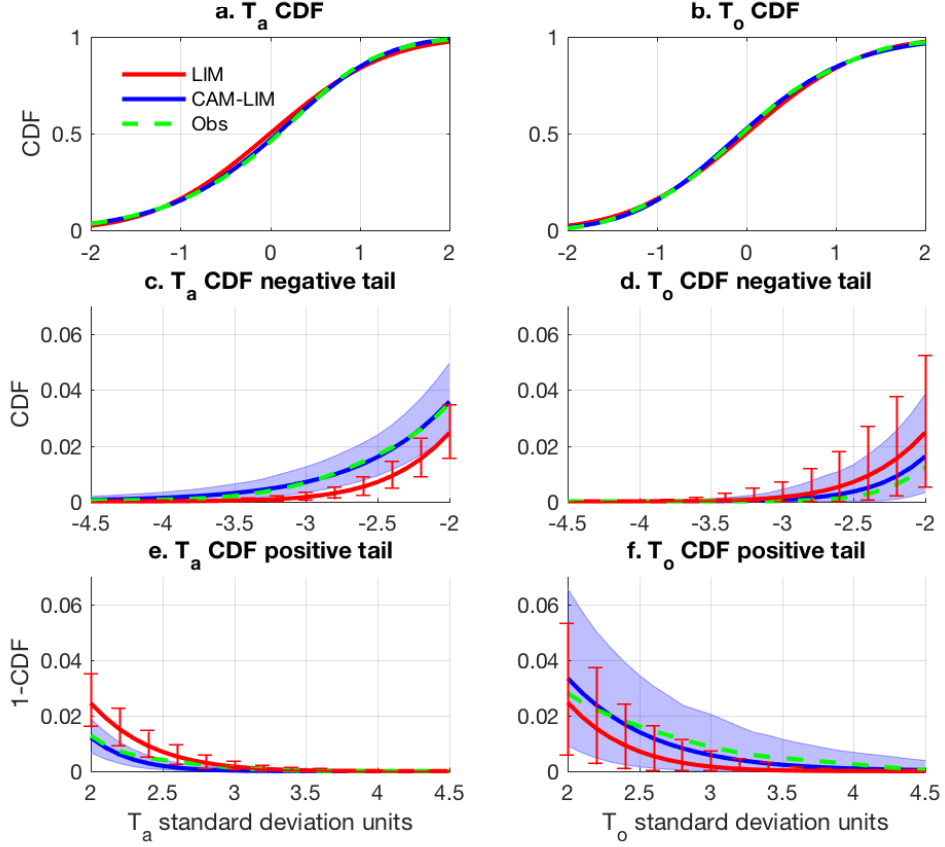 a. Ta CDF
b. To CDF
1
0.5
0
CDF
LIM
CAM-LIM
Obs
-2 -1 0 1 2
1
0.5
0
-2 -1 0 1 2
c. Ta CDF negative tail
d. To CDF negative tail
0.06
0.04
0.02
0
CDF
-4.5 -4 -3.5 -3 -2.5 -2
0.06
0.04
0.02
0
-4.5 -4 -3.5 -3 -2.5 -2
e. Ta CDF positive tail
f. To CDF positive tail
0.06
0.04
0.02
0
1-CDF
2 2.5 3 3.5 4 4.5
Ta standard deviation units
0.06
0.04
0.02
0
2 2.5 3 3.5 4 4.5
To standard deviation units